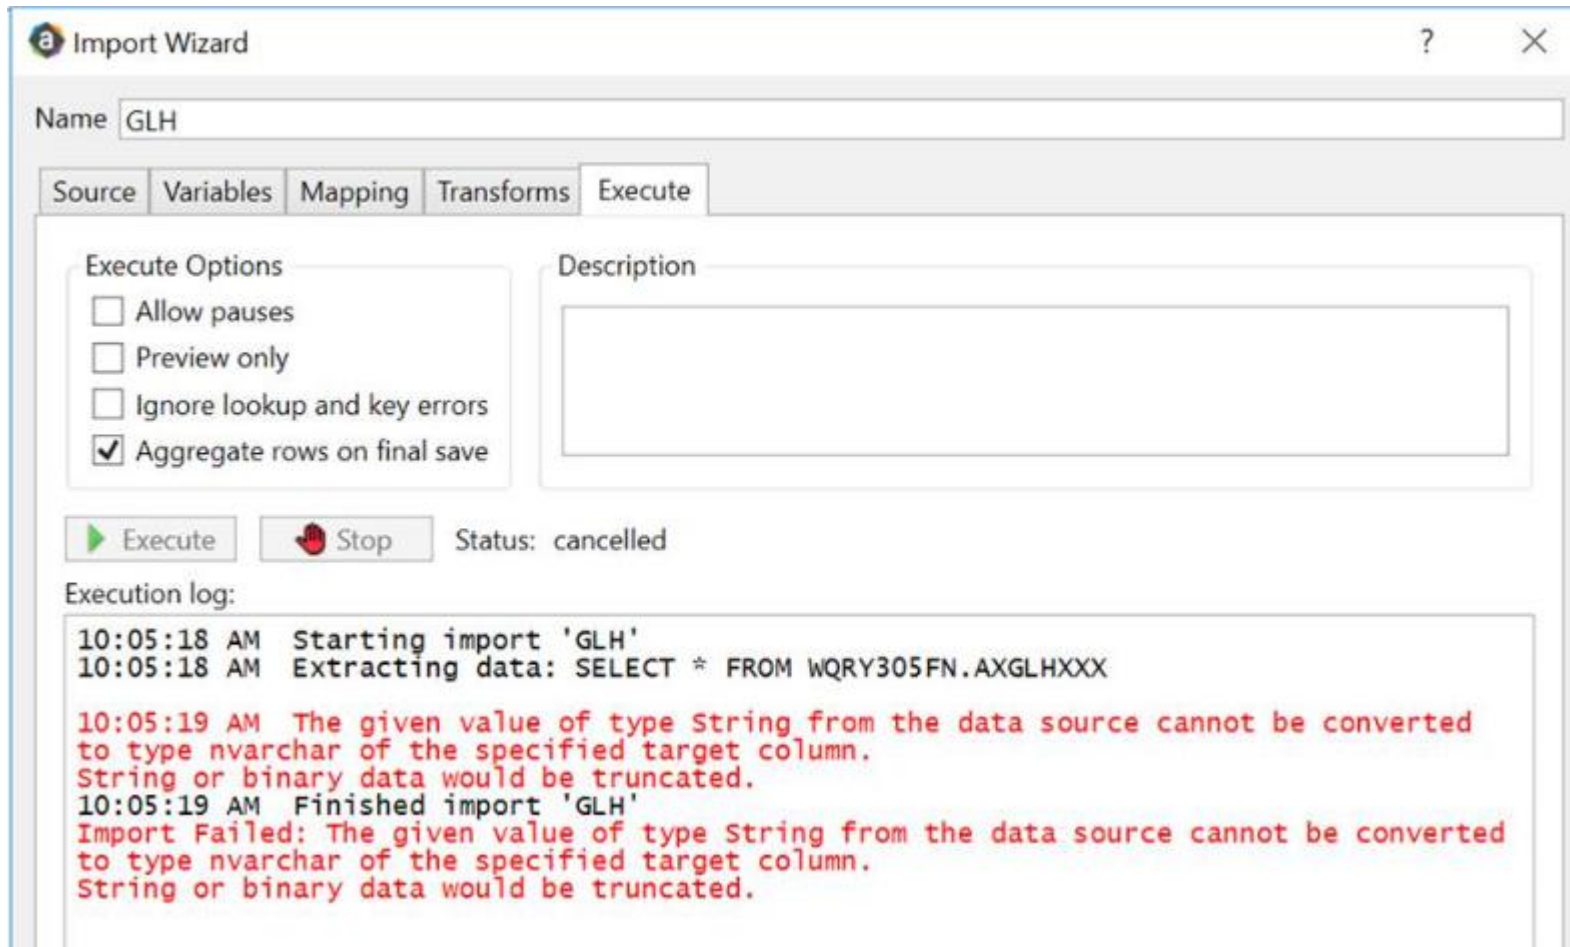 Import Wizard ?
Name GLH
Source Variables Mapping Transforms Execute
Execute Options
Allow pauses
Preview only
Ignore lookup and key errors
Aggregate rows on final save
Description
Execute Stop Status: cancelled
Execution log:
10:05:18 AM Starting import 'GLH'
10:05:18 AM Extracting data: SELECT * FROM WQRY305FN.AXGLHXXX
10:05:19 AM The given value of type String from the data source cannot be converted
to type nvarchar of the specified target column.
String or binary data would be truncated.
10:05:19 AM Finished import 'GLH'
Import Failed: The given value of type String from the data source cannot be converted
to type nvarchar of the specified target column.
String or binary data would be truncated.